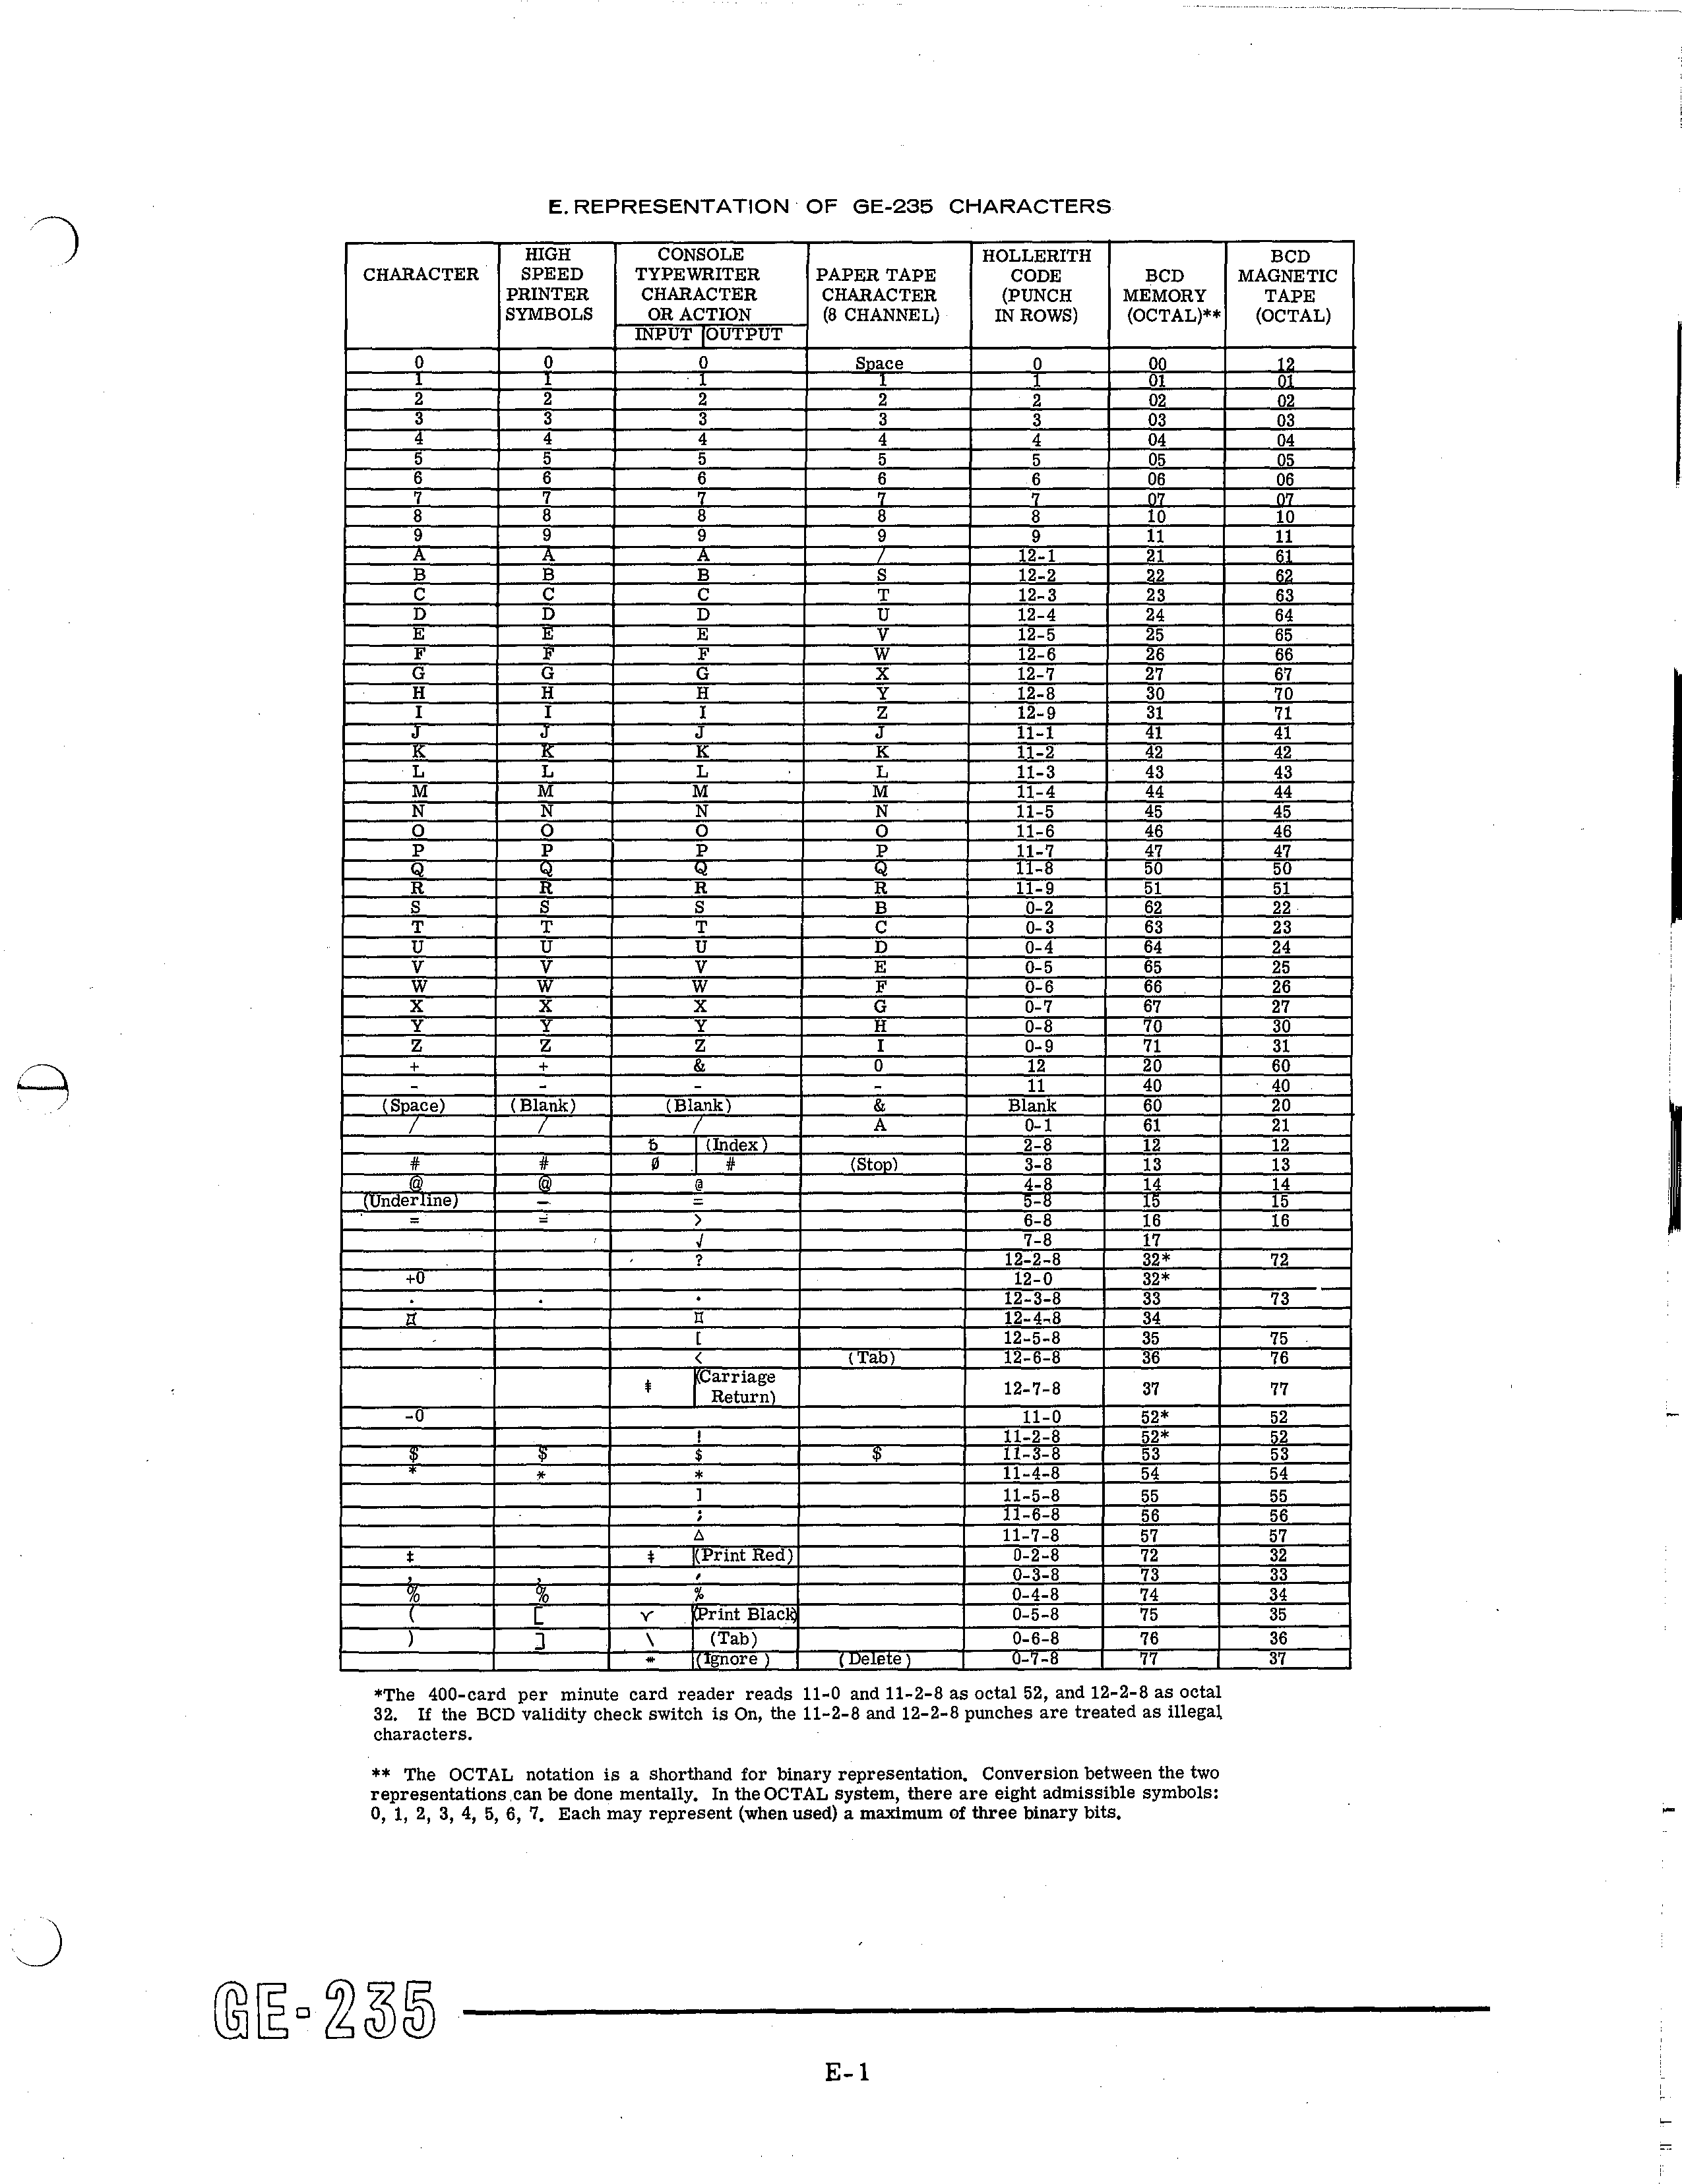 E. REPRESENTATION OF GE-235 CHARACTERS
CHARACTER | HIGH SPEED PRINTER SYMBOLS | CONSOLE TYPEWRITER CHARACTER OR ACTION INPUT OUTPUT | PAPER TAPE CHARACTER (8 CHANNEL) | HOLLERITH CODE (PUNCH IN ROWS) | BCD MEMORY (OCTAL)** | BCD MAGNETIC TAPE (OCTAL)
0 0 0 Space 0 00 12
1 1 1 1 1 01 01
2 2 2 2 2 02 02
3 3 3 3 3 03 03
4 4 4 4 4 04 04
5 5 5 5 5 05 05
6 6 6 6 6 06 06
7 7 7 7 7 07 07
8 8 8 8 8 10 10
9 9 9 9 9 11 11
A A A / 12-1 21 61
B B B S 12-2 22 62
C C C T 12-3 23 63
D D D U 12-4 24 64
E E E V 12-5 25 65
F F F W 12-6 26 66
G G G X 12-7 27 67
H H H Y 12-8 30 70
I I I Z 12-9 31 71
J J J J 11-1 41 41
K K K K 11-2 42 42
L L L L 11-3 43 43
M M M M 11-4 44 44
N N N N 11-5 45 45
O O O O 11-6 46 46
P P P P 11-7 47 47
Q Q Q Q 11-8 50 50
R R R R 11-9 51 51
S S S B 0-2 62 22
T T T C 0-3 63 23
U U U D 0-4 64 24
V V V E 0-5 65 25
W W W F 0-6 66 26
X X X G 0-7 67 27
Y Y Y H 0-8 70 30
Z Z Z I 0-9 71 31
+ + & 0 12 20 60
- - - - 11 40 40
(Space) (Blank) (Blank) & Blank 60 20
/ / / A 0-1 61 21
ƀ (Index) 2-8 12 12
# # Ø # (Stop) 3-8 13 13
@ @ @ 4-8 14 14
(Underline) — = 5-8 15 15
= = > 6-8 16 16
√ 7-8 17
? 12-2-8 32* 72
+0 12-0 32*
. . . 12-3-8 33 73
⌑ ⌑ 12-4-8 34
[ 12-5-8 35 75
< (Tab) 12-6-8 36 76
ǂ (Carriage Return) 12-7-8 37 77
-0 11-0 52* 52
! 11-2-8 52* 52
$ $ $ $ 11-3-8 53 53
* * * 11-4-8 54 54
] 11-5-8 55 55
; 11-6-8 56 56
Δ 11-7-8 57 57
‡ ǂ (Print Red) 0-2-8 72 32
, , , 0-3-8 73 33
% % % 0-4-8 74 34
( [ ⋎ (Print Black) 0-5-8 75 35
) ] \ (Tab) 0-6-8 76 36
(Ignore) (Delete) 0-7-8 77 37
*The 400-card per minute card reader reads 11-0 and 11-2-8 as octal 52, and 12-2-8 as octal
32. If the BCD validity check switch is On, the 11-2-8 and 12-2-8 punches are treated as illegal
characters.
** The OCTAL notation is a shorthand for binary representation. Conversion between the two
representations can be done mentally. In the OCTAL system, there are eight admissible symbols:
0, 1, 2, 3, 4, 5, 6, 7. Each may represent (when used) a maximum of three binary bits.
GE-235
E-1